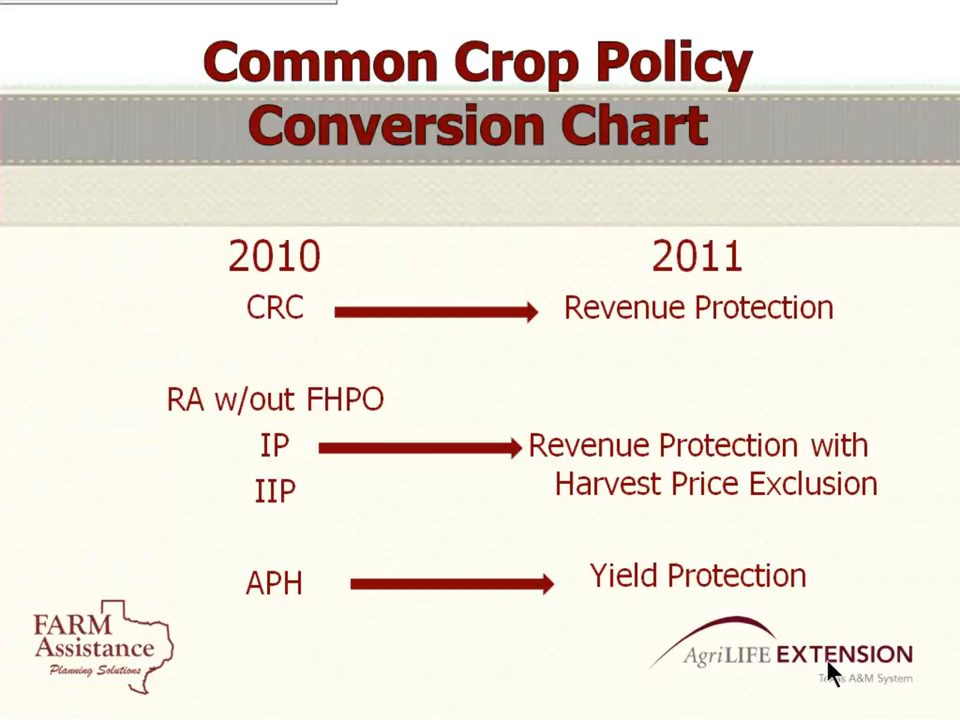 Common Crop Policy
Conversion Chart
2010 2011
CRC Revenue Protection
RA w/out FHPO
IP Revenue Protection with
IIP Harvest Price Exclusion
APH Yield Protection
FARM
Assistance
Planning Solutions
AgriLIFE EXTENSION
A&M System